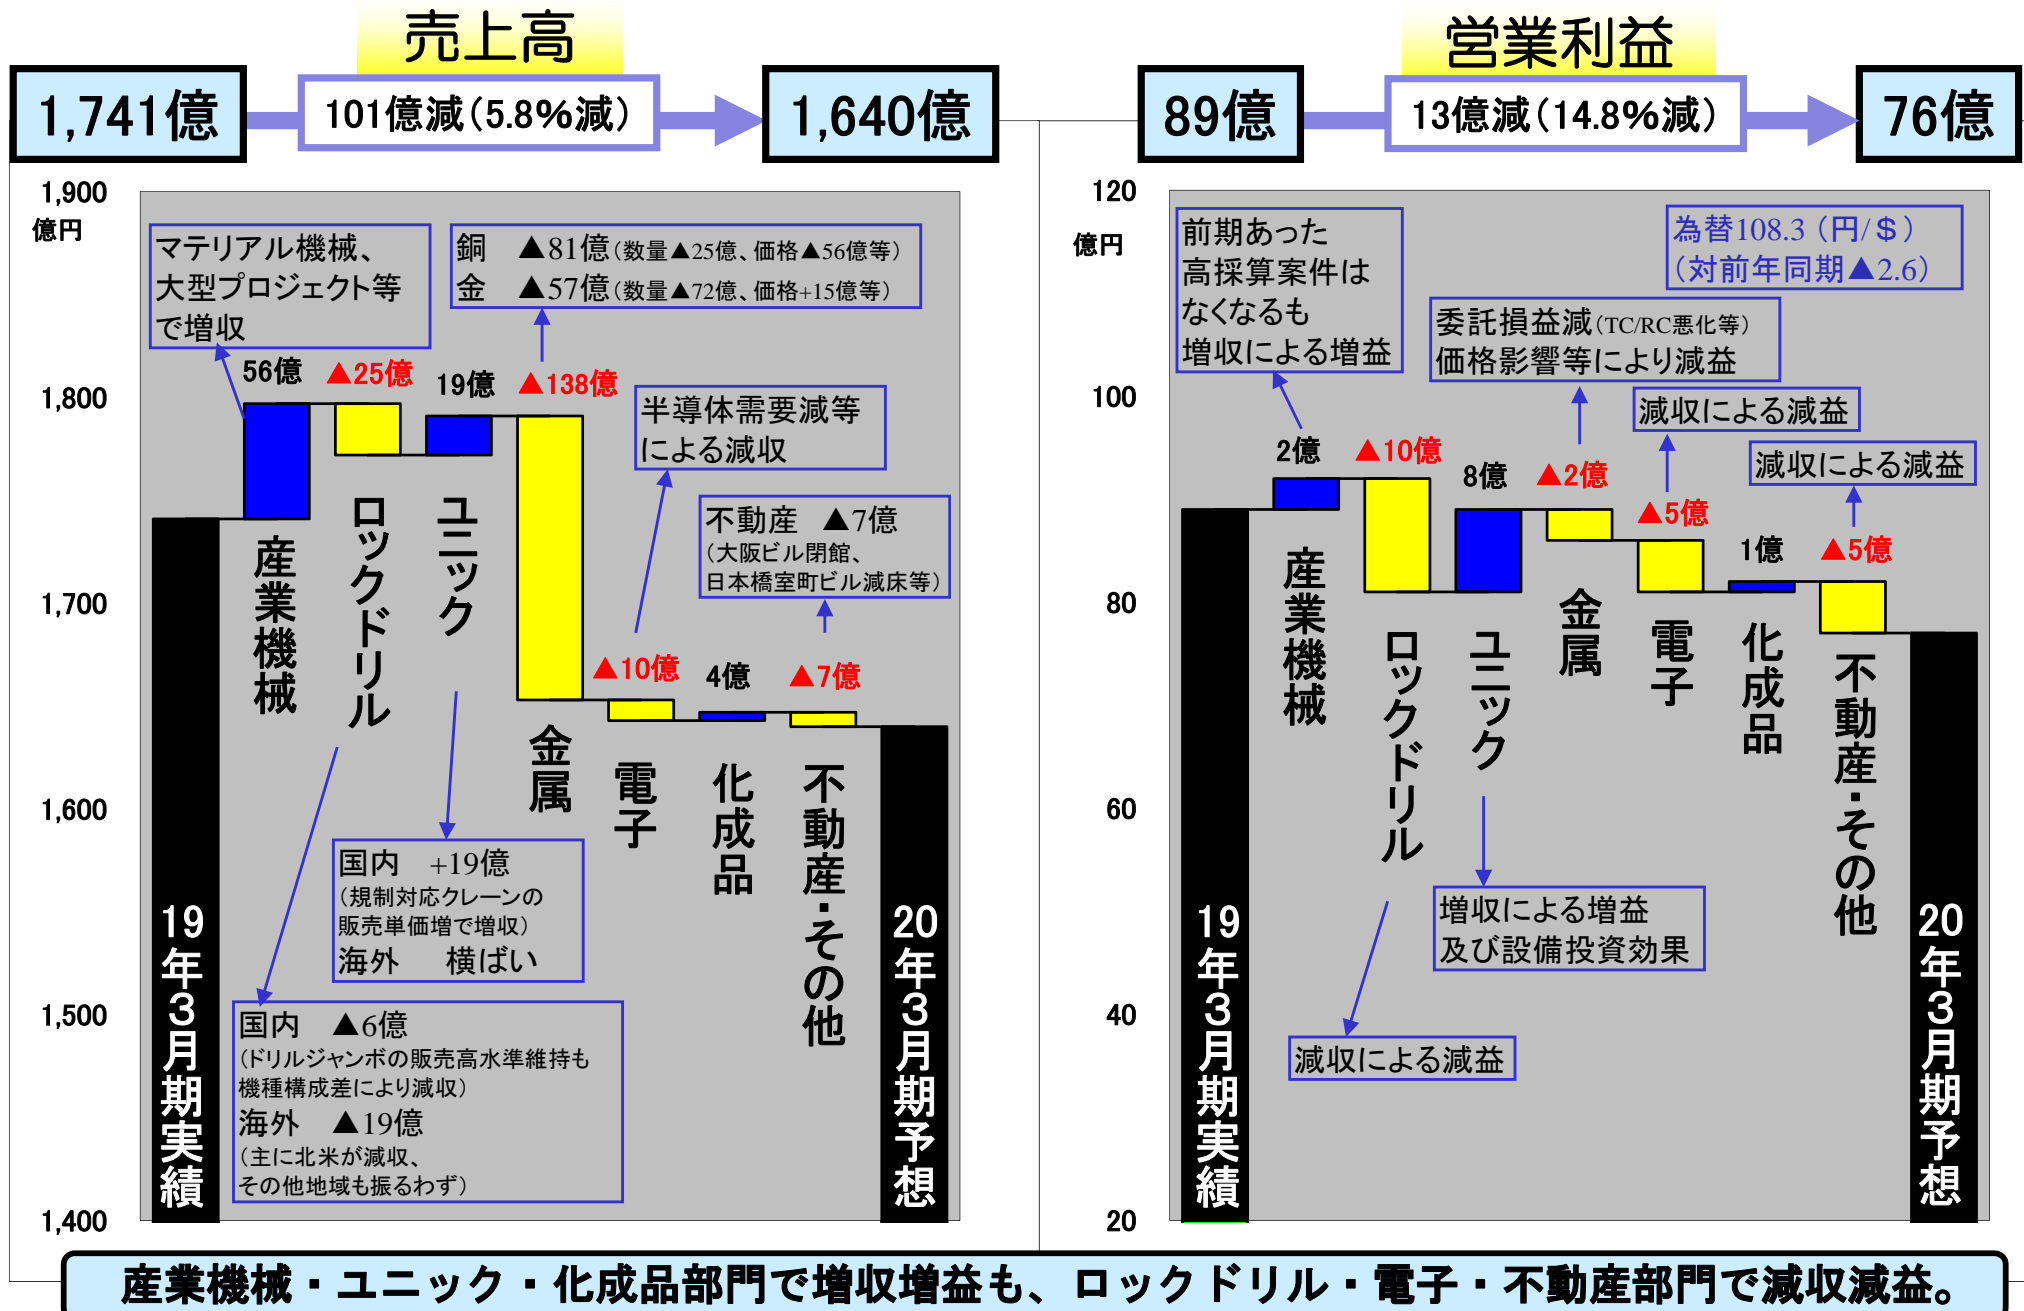 売上高
1,741億
101億減(5.8%減)
1,640億
1,900
億円
1,800
1,700
1,600
1,500
1,400
マテリアル機械、
大型プロジェクト等
で増収
銅 ▲81億(数量▲25億、価格▲56億等)
金 ▲57億(数量▲72億、価格+15億等)
56億
▲25億
19億
▲138億
半導体需要減等
による減収
不動産 ▲7億
(大阪ビル閉館、
日本橋室町ビル減床等)
▲10億
4億
▲7億
19年3月期実績
産業機械
ロックドリル
ユニック
金属
電子
化成品
不動産・その他
20年3月期予想
国内 +19億
(規制対応クレーンの
販売単価増で増収)
海外 横ばい
国内 ▲6億
(ドリルジャンボの販売高水準維持も
機種構成差により減収)
海外 ▲19億
(主に北米が減収、
その他地域も振るわず)
営業利益
89億
13億減(14.8%減)
76億
120
億円
100
80
60
40
20
前期あった
高採算案件は
なくなるも
増収による増益
為替108.3(円/$)
(対前年同期▲2.6)
委託損益減(TC/RC悪化等)
価格影響等により減益
減収による減益
減収による減益
2億
▲10億
8億
▲2億
▲5億
1億
▲5億
19年3月期実績
産業機械
ロックドリル
ユニック
金属
電子
化成品
不動産・その他
20年3月期予想
増収による増益
及び設備投資効果
減収による減益
産業機械・ユニック・化成品部門で増収増益も、ロックドリル・電子・不動産部門で減収減益。